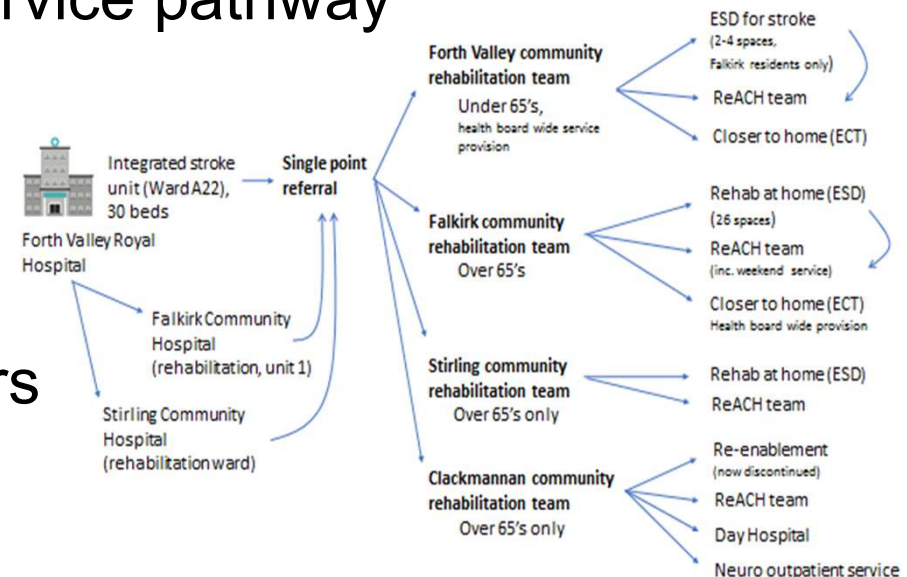 rvice pathway
Integrated stroke
unit (Ward A22),
30 beds
Forth Valley Royal
Hospital
Falkirk Community
Hospital
(rehabilitation, unit 1)
rs
Stirling Community
Hospital
(rehabilitation ward)
Single point
referral
Forth Valley community
rehabilitation team
Under 65's,
health board wide service
provision
ESD for stroke
(2-4 spaces,
Falkirk residents only)
ReACH team
Closer to home (ECT)
Falkirk community
rehabilitation team
Over 65's
Rehab at home (ESD)
(26 spaces)
ReACH team
(inc. weekend service)
Closer to home (ECT)
Health board wide provision
Stirling community
rehabilitation team
Over 65's only
Rehab at home (ESD)
ReACH team
Clackmannan community
rehabilitation team
Over 65's only
Re-enablement
(now discontinued)
ReACH team
Day Hospital
Neuro outpatient service